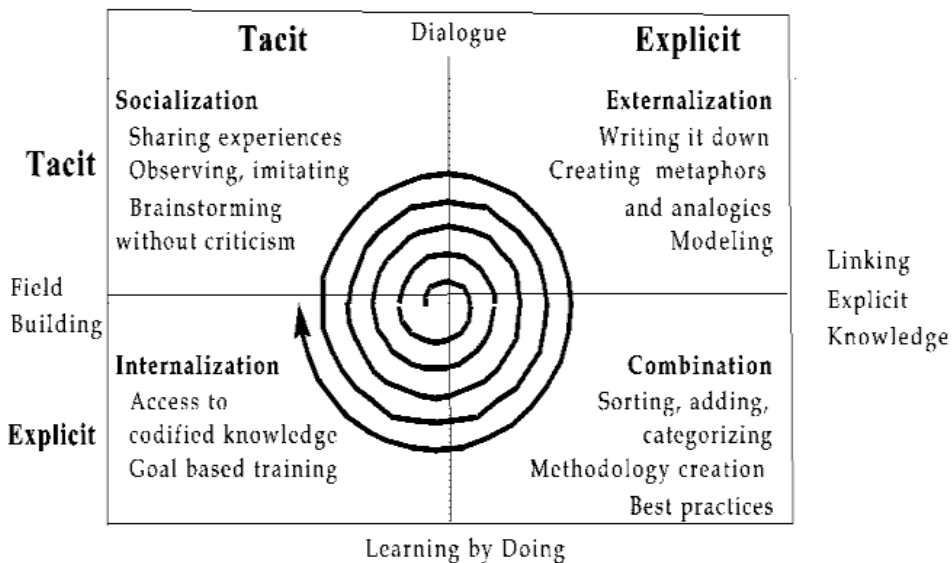 Tacit
Dialogue
Explicit
Socialization
Sharing experiences
Observing, imitating
Brainstorming
without criticism
Externalization
Writing it down
Creating metaphors
and analogies
Modeling
Tacit
Field
Building
Linking
Explicit
Knowledge
Internalization
Access to
codified knowledge
Goal based training
Combination
Sorting, adding,
categorizing
Methodology creation
Best practices
Explicit
Learning by Doing